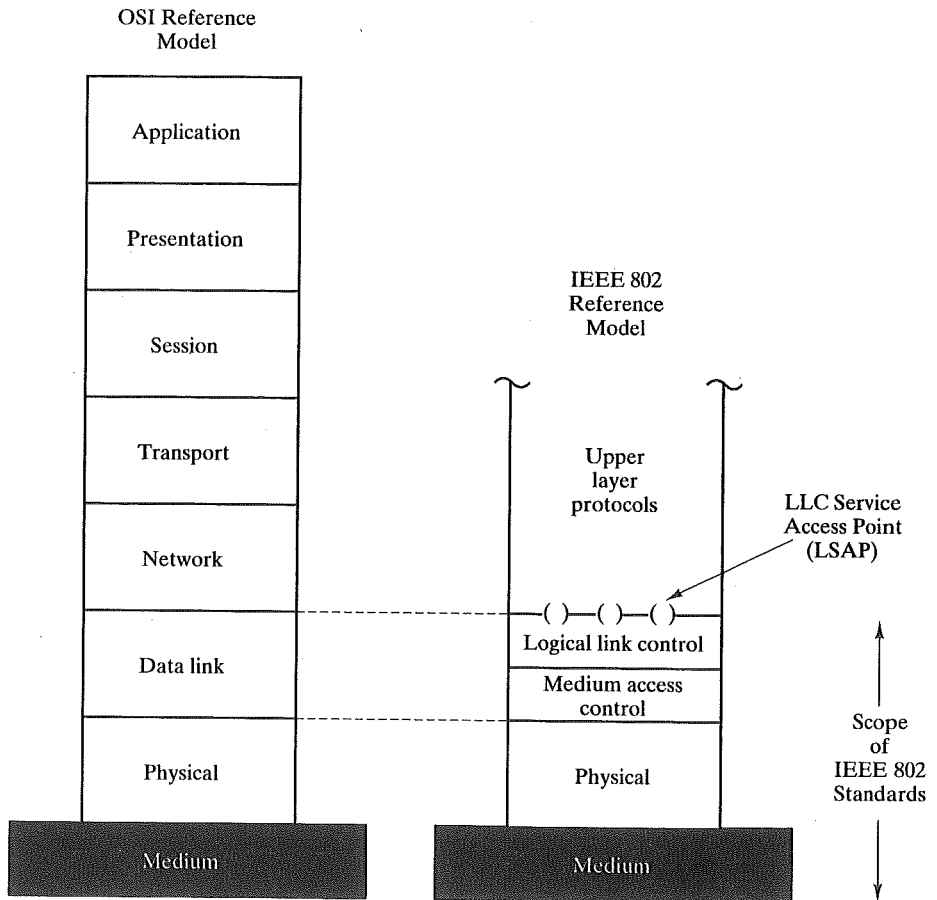 OSI Reference
Model
Application
Presentation
Session
Transport
Network
Data link
Physical
Medium
IEEE 802
Reference
Model
Upper
layer
protocols
LLC Service
Access Point
(LSAP)
( ) ( ) ( )
Logical link control
Medium access
control
Physical
Medium
Scope
of
IEEE 802
Standards